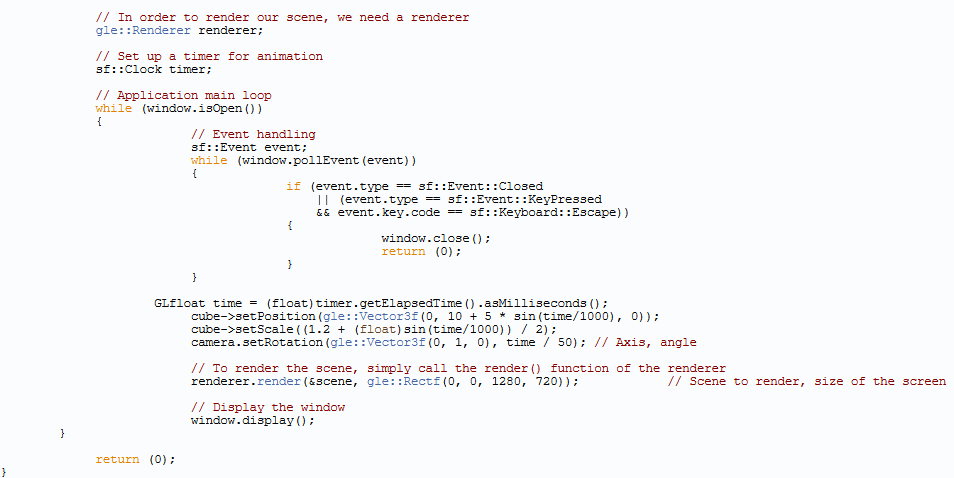 // In order to render our scene, we need a renderer
gle::Renderer renderer;
// Set up a timer for animation
sf::Clock timer;
// Application main loop
while (window.isOpen())
{
// Event handling
sf::Event event;
while (window.pollEvent(event))
{
if (event.type == sf::Event::Closed
|| (event.type == sf::Event::KeyPressed
&& event.key.code == sf::Keyboard::Escape))
{
window.close();
return (0);
}
}
GLfloat time = (float)timer.getElapsedTime().asMilliseconds();
cube->setPosition(gle::Vector3f(0, 10 + 5 * sin(time/1000), 0));
cube->setScale((1.2 + (float)sin(time/1000)) / 2);
camera.setRotation(gle::Vector3f(0, 1, 0), time / 50); // Axis, angle
// To render the scene, simply call the render() function of the renderer
renderer.render(&scene, gle::Rectf(0, 0, 1280, 720)); // Scene to render, size of the screen
// Display the window
window.display();
}
return (0);
}